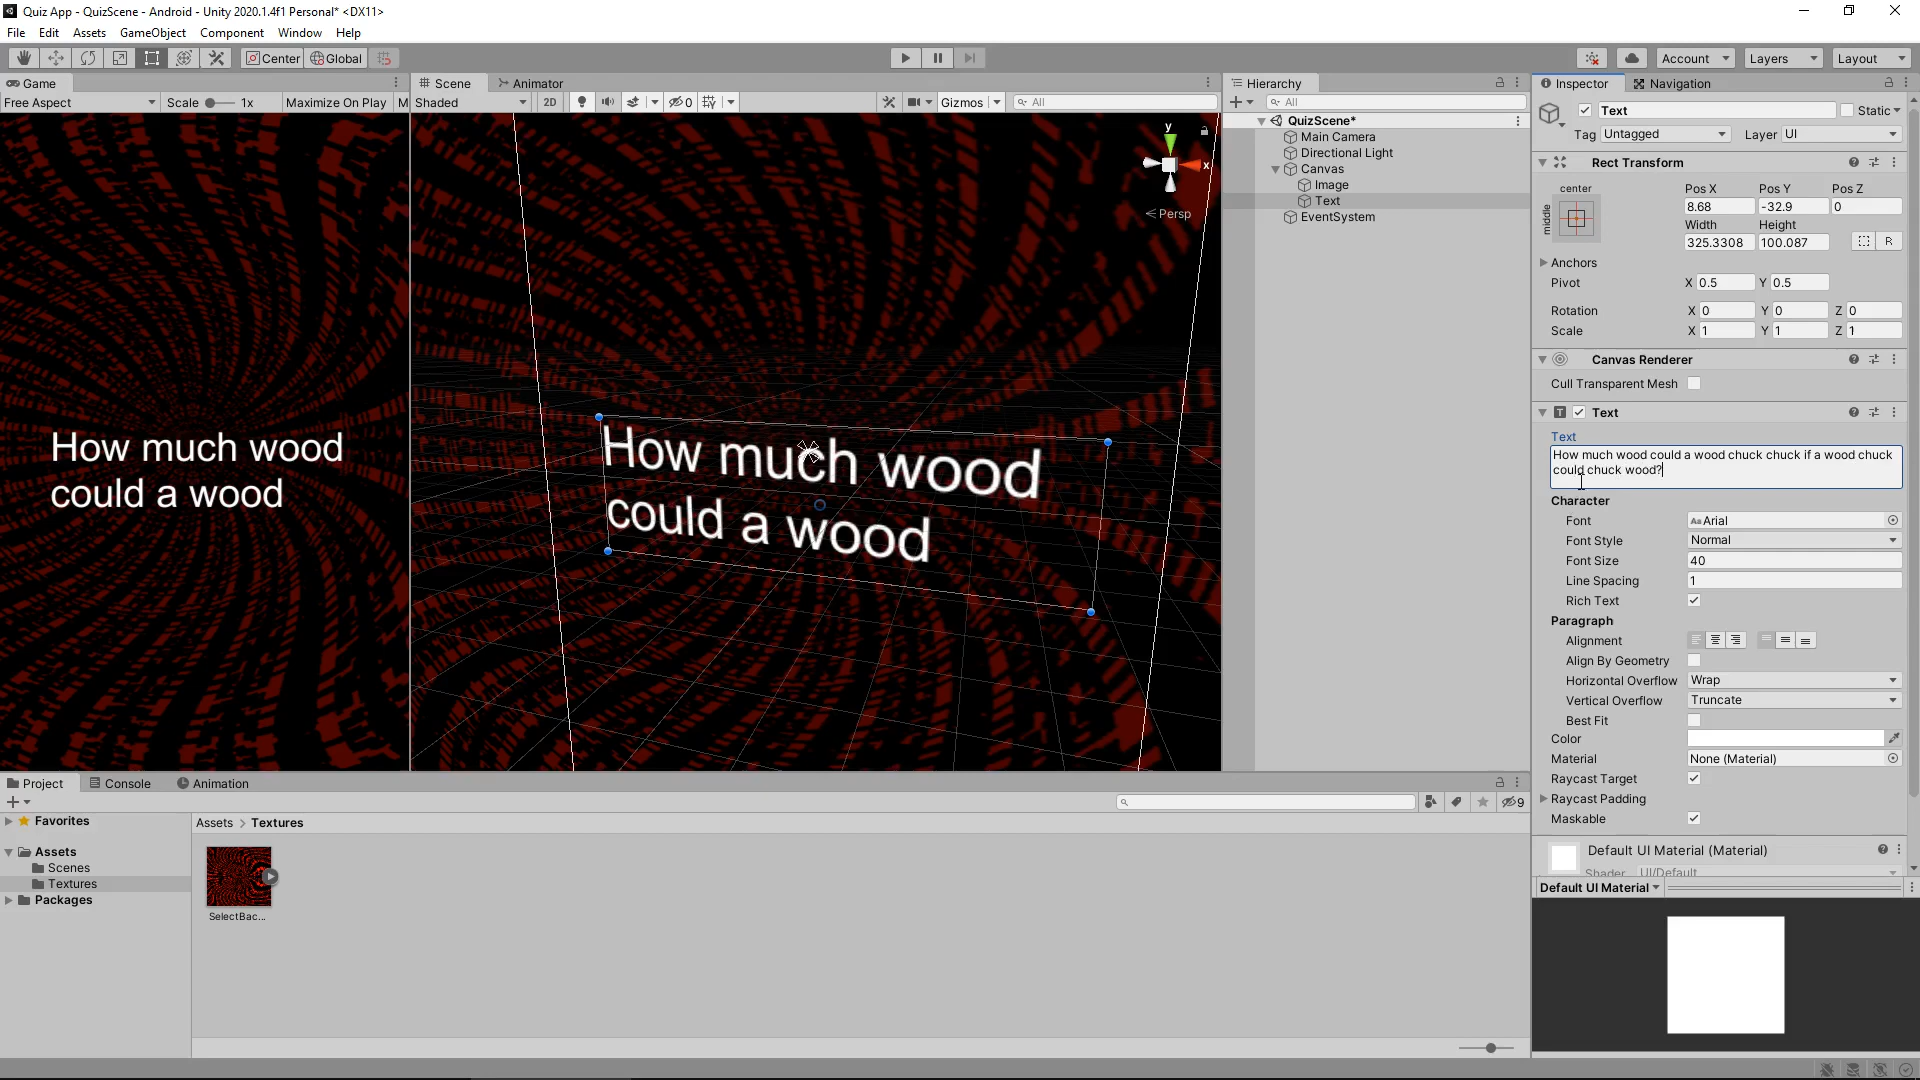 Quiz App - QuizScene - Android - Unity 2020.1.4f1 Personal* <DX11>
File Edit Assets GameObject Component Window Help
Center Global Account Layers Layout
Game
Free Aspect Scale 1x Maximize On Play M
How much wood
could a wood
Scene Animator
Shaded 2D 0 Gizmos All
y
x
Persp
How much wood
could a wood
Hierarchy
All
QuizScene*
Main Camera
Directional Light
Canvas
Image
Text
EventSystem
Inspector Navigation
Text Static
Tag Untagged Layer UI
Rect Transform
center
middle
Pos X Pos Y Pos Z
8.68 -32.9 0
Width Height
325.3308 100.087 R
Anchors
Pivot X 0.5 Y 0.5
Rotation X 0 Y 0 Z 0
Scale X 1 Y 1 Z 1
Canvas Renderer
Cull Transparent Mesh
Text
Text
How much wood could a wood chuck chuck if a wood chuck
could chuck wood?
Character
Font Arial
Font Style Normal
Font Size 40
Line Spacing 1
Rich Text
Paragraph
Alignment
Align By Geometry
Horizontal Overflow Wrap
Vertical Overflow Truncate
Best Fit
Color
Material None (Material)
Raycast Target
Raycast Padding
Maskable
Default UI Material (Material)
Shader UI/Default
Default UI Material
Project Console Animation
9
Favorites
Assets
Scenes
Textures
Packages
Assets > Textures
SelectBac...